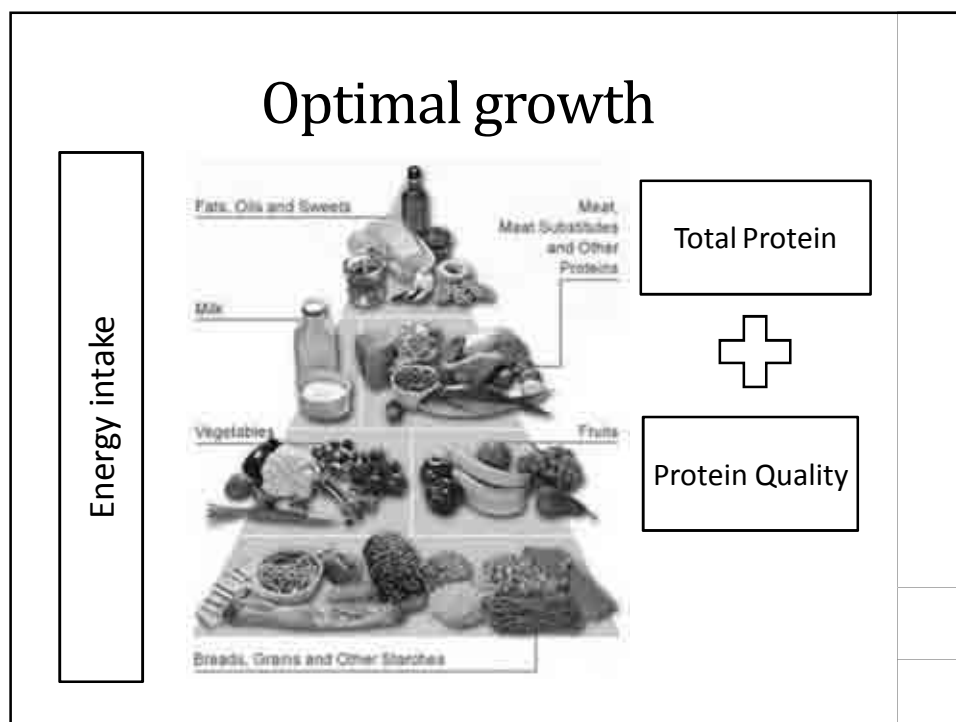 Optimal growth
Energy intake
Fats, Oils and Sweets
Meat,
Meat Substitutes
and Other
Proteins
Milk
Vegetables
Fruits
Breads, Grains and Other Starches
Total Protein
Protein Quality